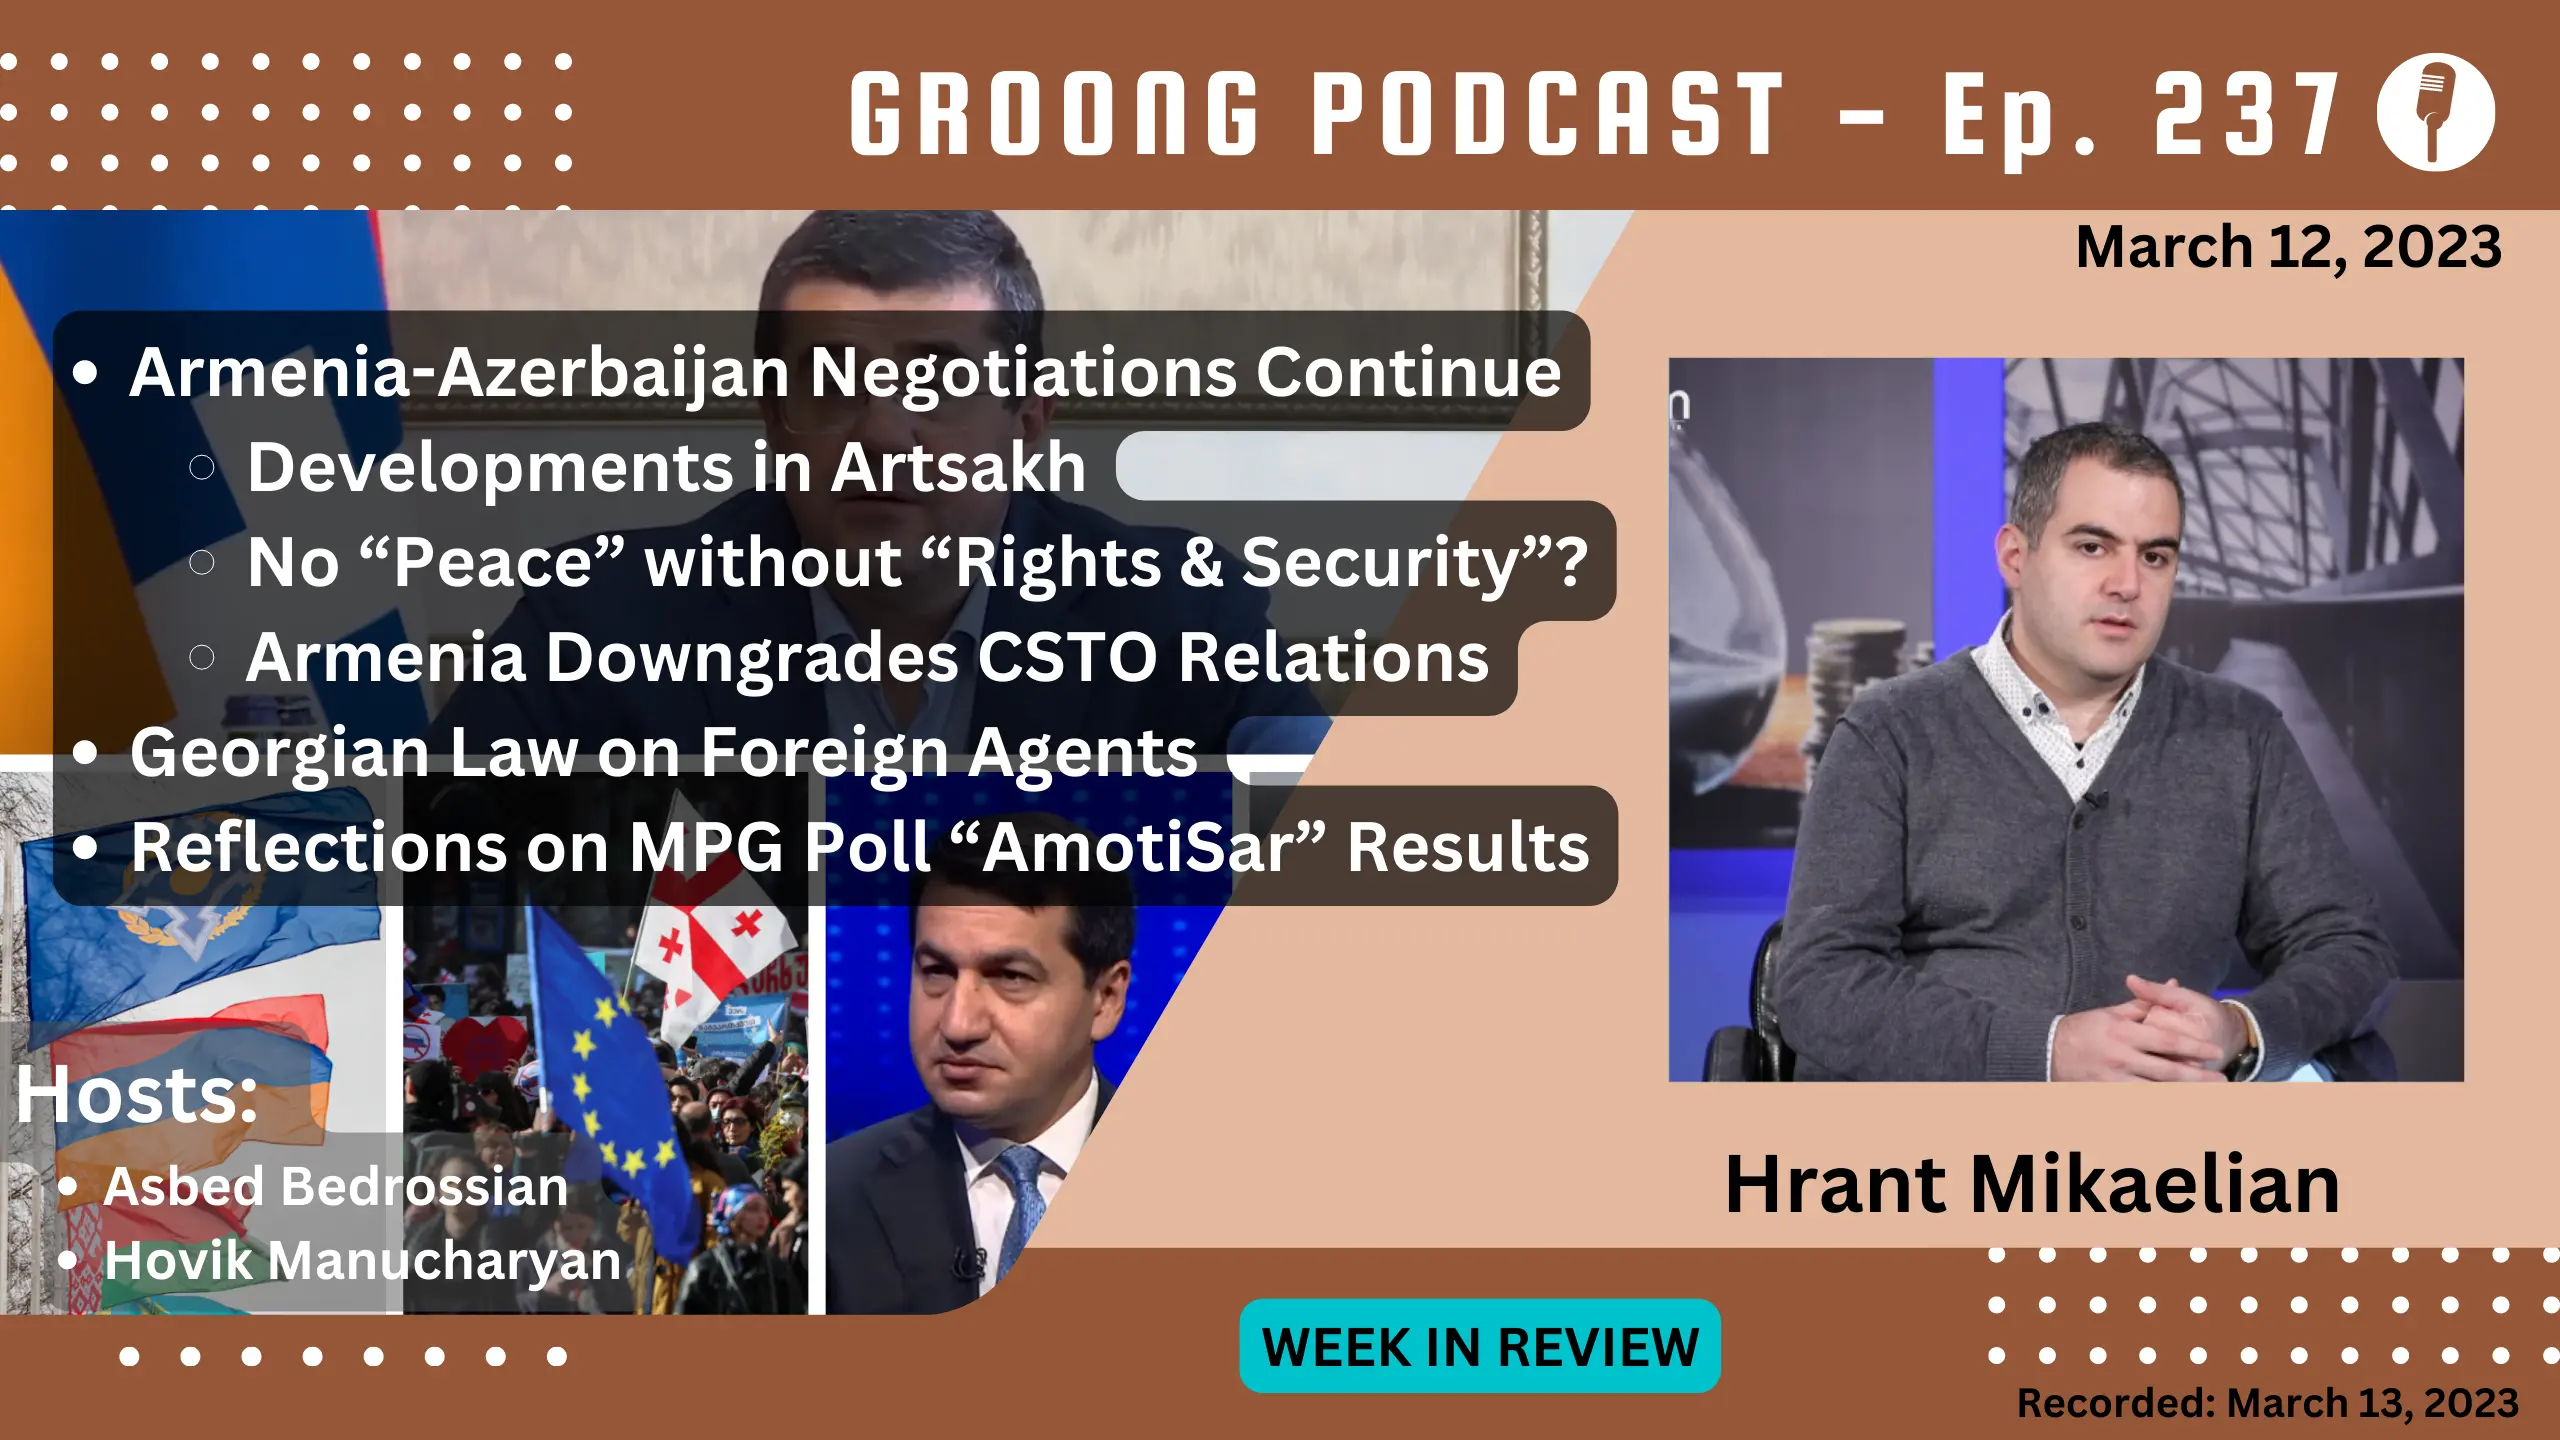 GROONG PODCAST - Ep. 237
March 12, 2023
• Armenia-Azerbaijan Negotiations Continue
○ Developments in Artsakh
○ No “Peace” without “Rights & Security”?
○ Armenia Downgrades CSTO Relations
• Georgian Law on Foreign Agents
• Reflections on MPG Poll “AmotiSar” Results
Hosts:
• Asbed Bedrossian
• Hovik Manucharyan
Hrant Mikaelian
WEEK IN REVIEW
Recorded: March 13, 2023